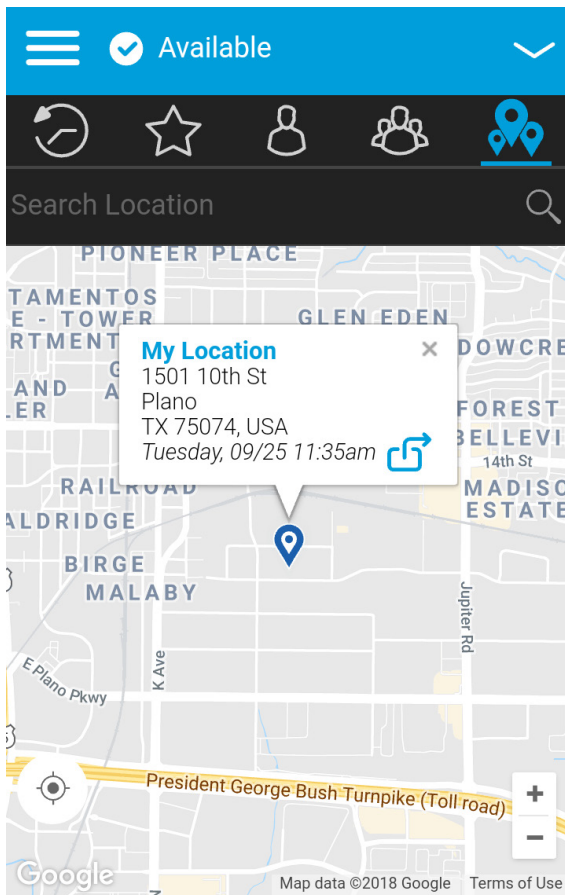 Available
Search Location
PIONEER PLACE
TAMENTOS
E - TOWER
RTMENT
GLEN EDEN
My Location
1501 10th St
Plano
TX 75074, USA
Tuesday, 09/25 11:35am
DOWCRE
AND
LER
FOREST
BELLEVI
14th St
RAILROAD
MADISO
ESTATE
ALDRIDGE
BIRGE
MALABY
Jupiter Rd
K Ave
E Plano Pkwy
President George Bush Turnpike (Toll road)
+
−
Google
Map data ©2018 Google
Terms of Use